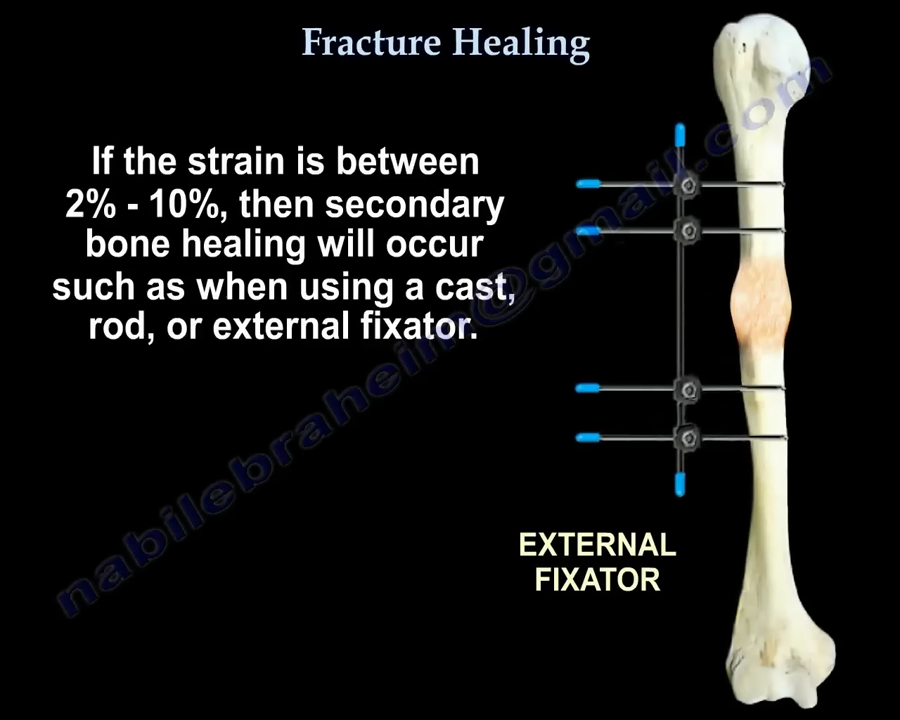 Fracture Healing
If the strain is between
2% - 10%, then secondary
bone healing will occur
such as when using a cast,
rod, or external fixator.
EXTERNAL
FIXATOR
nabilebraheim@gmail.com